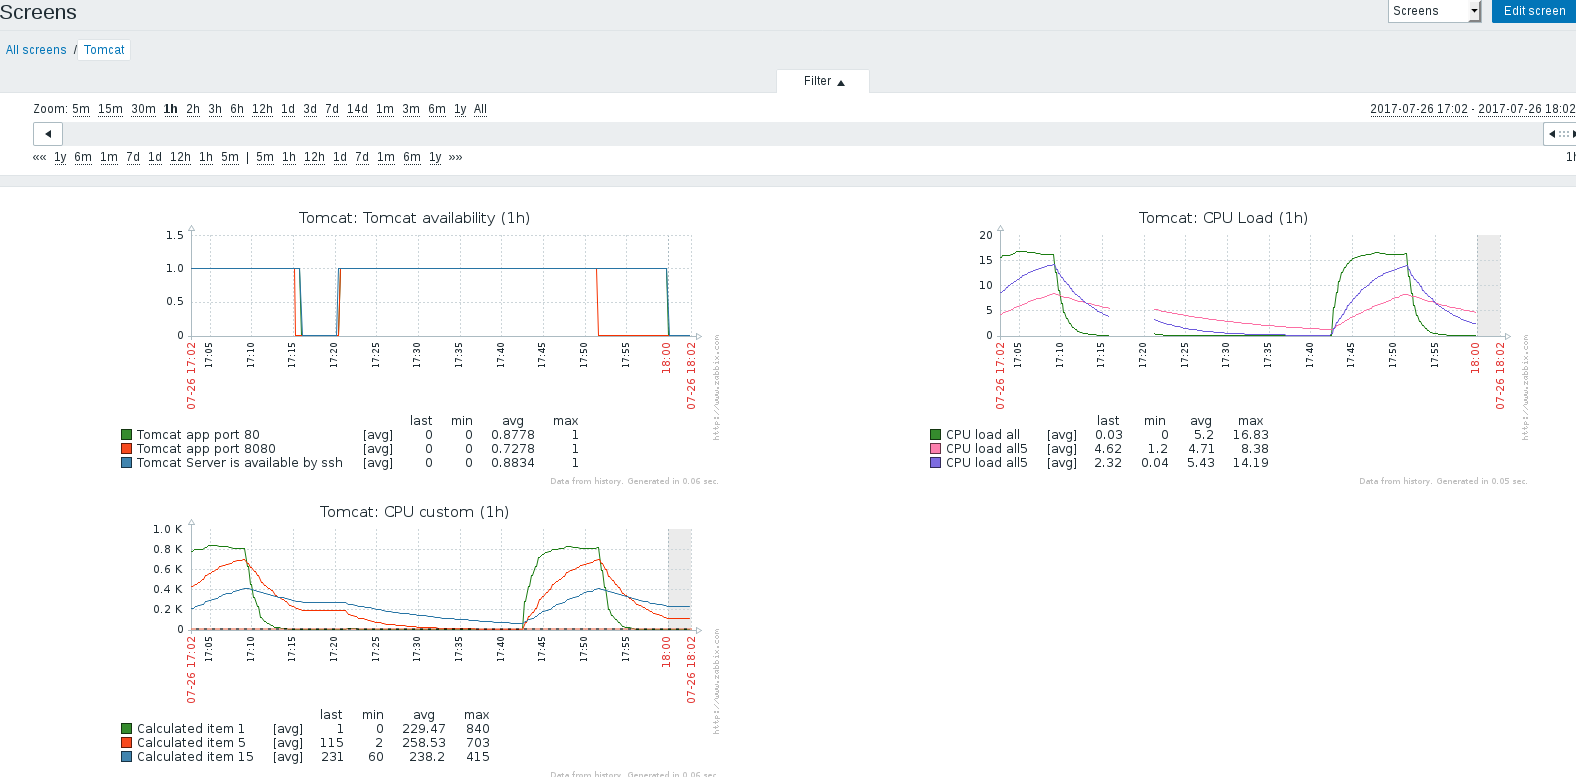 Screens
Screens Edit screen
All screens / Tomcat
Filter ▲
Zoom: 5m 15m 30m 1h 2h 3h 6h 12h 1d 3d 7d 14d 1m 3m 6m 1y All
2017-07-26 17:02 - 2017-07-26 18:02
«« 1y 6m 1m 7d 1d 12h 1h 5m | 5m 1h 12h 1d 7d 1m 6m 1y »»
1h
Tomcat: Tomcat availability (1h)
1.5
1.0
0.5
0
07-26 17:02 17:05 17:10 17:15 17:20 17:25 17:30 17:35 17:40 17:45 17:50 17:55 18:00 07-26 18:02
http://www.zabbix.com
last min avg max
Tomcat app port 80 [avg] 0 0 0.8778 1
Tomcat app port 8080 [avg] 0 0 0.7278 1
Tomcat Server is available by ssh [avg] 0 0 0.8834 1
Data from history. Generated in 0.06 sec.
Tomcat: CPU Load (1h)
20
15
10
5
0
07-26 17:02 17:05 17:10 17:15 17:20 17:25 17:30 17:35 17:40 17:45 17:50 17:55 18:00 07-26 18:02
http://www.zabbix.com
last min avg max
CPU load all [avg] 0.03 0 5.2 16.83
CPU load all5 [avg] 4.62 1.2 4.71 8.38
CPU load all5 [avg] 2.32 0.04 5.43 14.19
Data from history. Generated in 0.05 sec.
Tomcat: CPU custom (1h)
1.0 K
0.8 K
0.6 K
0.4 K
0.2 K
0
07-26 17:02 17:05 17:10 17:15 17:20 17:25 17:30 17:35 17:40 17:45 17:50 17:55 18:00 07-26 18:02
http://www.zabbix.com
last min avg max
Calculated item 1 [avg] 1 0 229.47 840
Calculated item 5 [avg] 115 2 258.53 703
Calculated item 15 [avg] 231 60 238.2 415
Data from history. Generated in 0.06 sec.